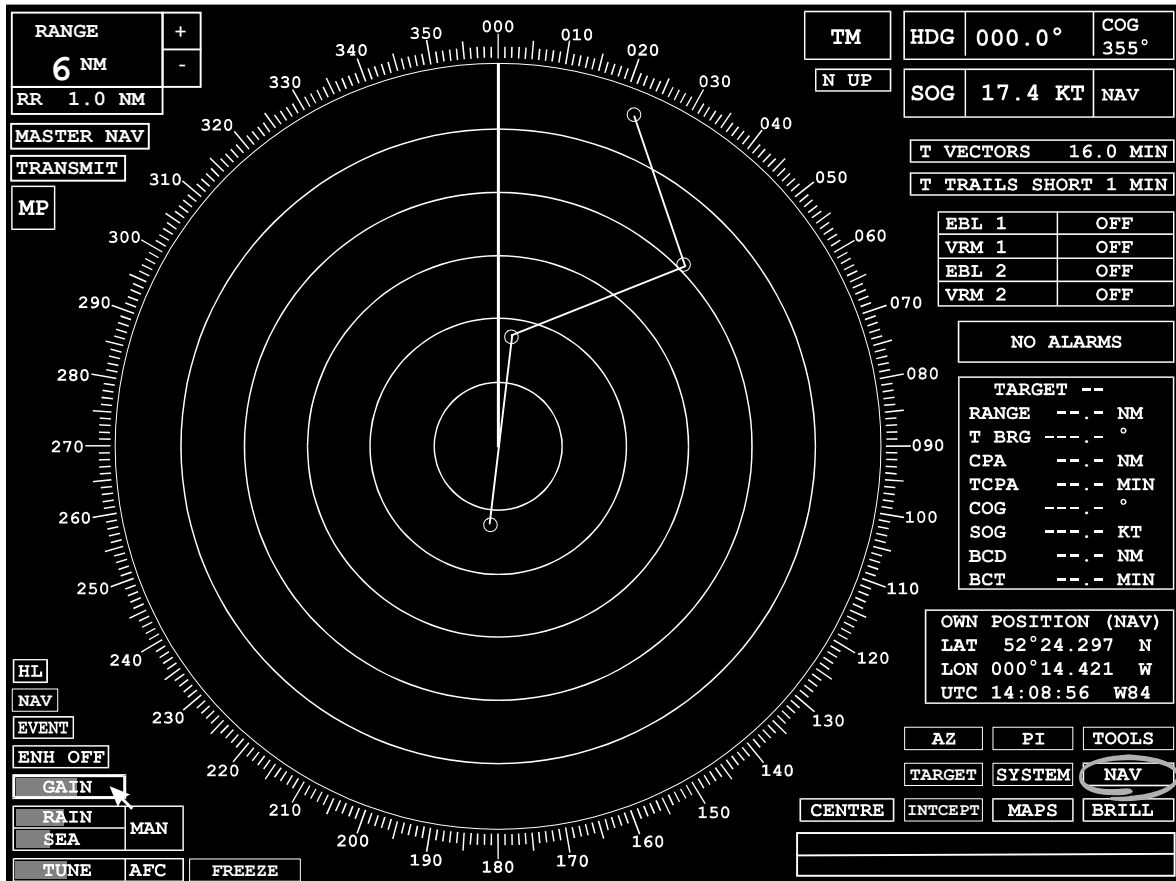 RANGE
+
6 NM
-
RR 1.0 NM
MASTER NAV
TRANSMIT
MP
000
010
020
030
040
050
060
070
080
090
100
110
120
130
140
150
160
170
180
190
200
210
220
230
240
250
260
270
280
290
300
310
320
330
340
350
TM
N UP
HDG 000.0° COG 355°
SOG 17.4 KT NAV
T VECTORS 16.0 MIN
T TRAILS SHORT 1 MIN
EBL 1 OFF
VRM 1 OFF
EBL 2 OFF
VRM 2 OFF
NO ALARMS
TARGET --
RANGE --.- NM
T BRG ---.- °
CPA --.- NM
TCPA --.- MIN
COG ---.- °
SOG --.- KT
BCD --.- NM
BCT --.- MIN
OWN POSITION (NAV)
LAT 52°24.297 N
LON 000°14.421 W
UTC 14:08:56 W84
AZ PI TOOLS
TARGET SYSTEM NAV
CENTRE INTCEPT MAPS BRILL
HL
NAV
EVENT
ENH OFF
GAIN
RAIN
MAN
SEA
TUNE AFC FREEZE